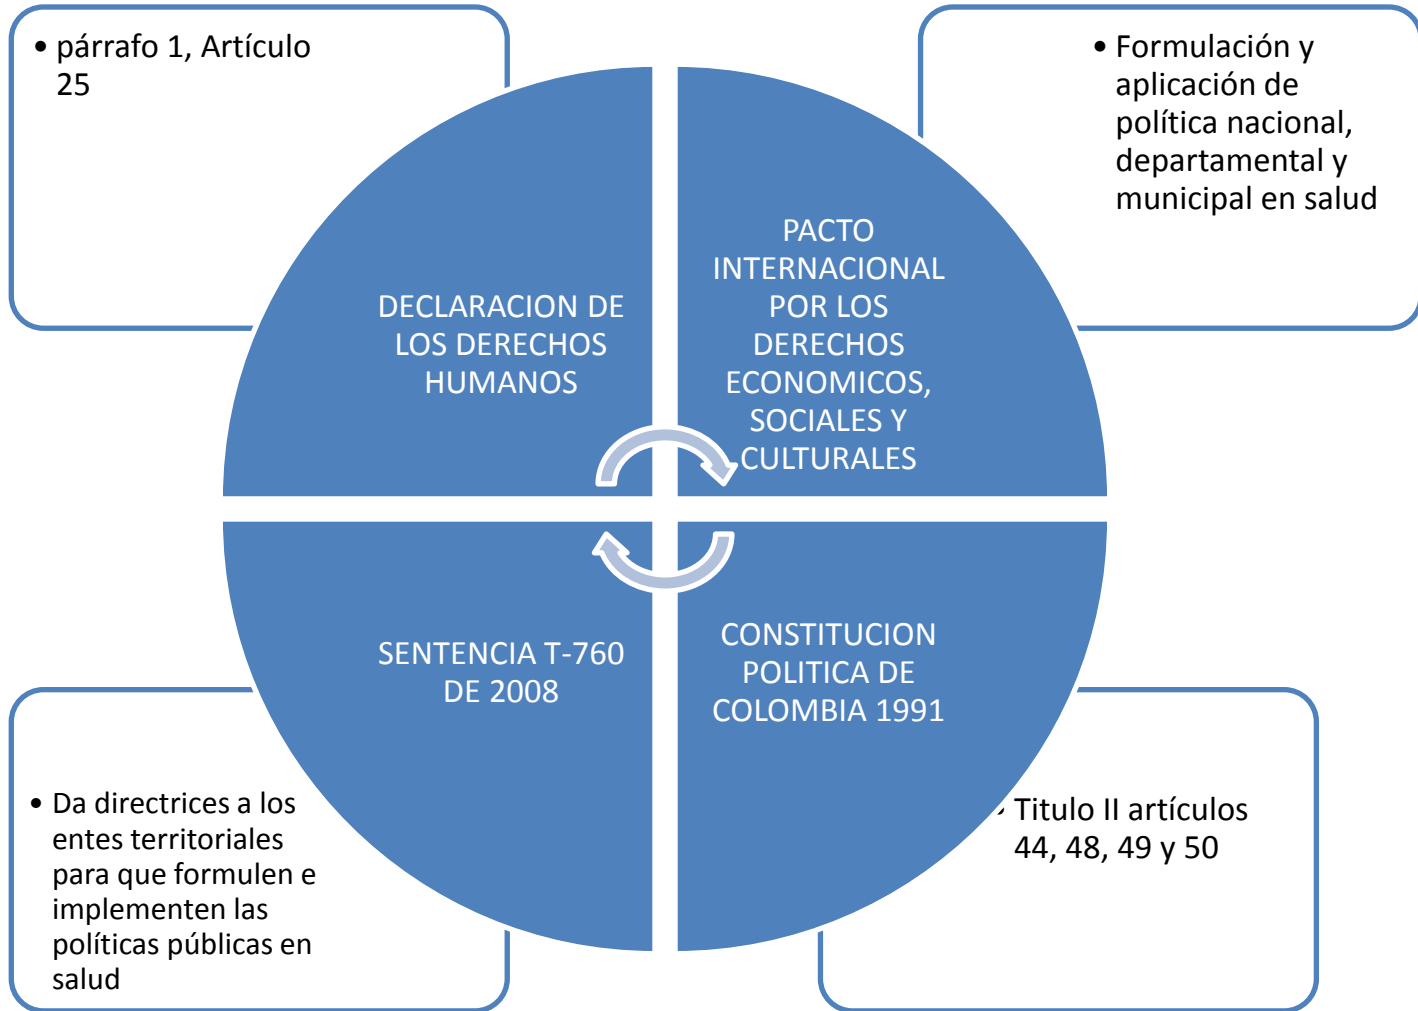 • párrafo 1, Artículo
25
• Formulación y
aplicación de
política nacional,
departamental y
municipal en salud
DECLARACION DE
LOS DERECHOS
HUMANOS
PACTO
INTERNACIONAL
POR LOS
DERECHOS
ECONOMICOS,
SOCIALES Y
CULTURALES
SENTENCIA T-760
DE 2008
CONSTITUCION
POLITICA DE
COLOMBIA 1991
• Da directrices a los
entes territoriales
para que formulen e
implementen las
políticas públicas en
salud
• Titulo II artículos
44, 48, 49 y 50